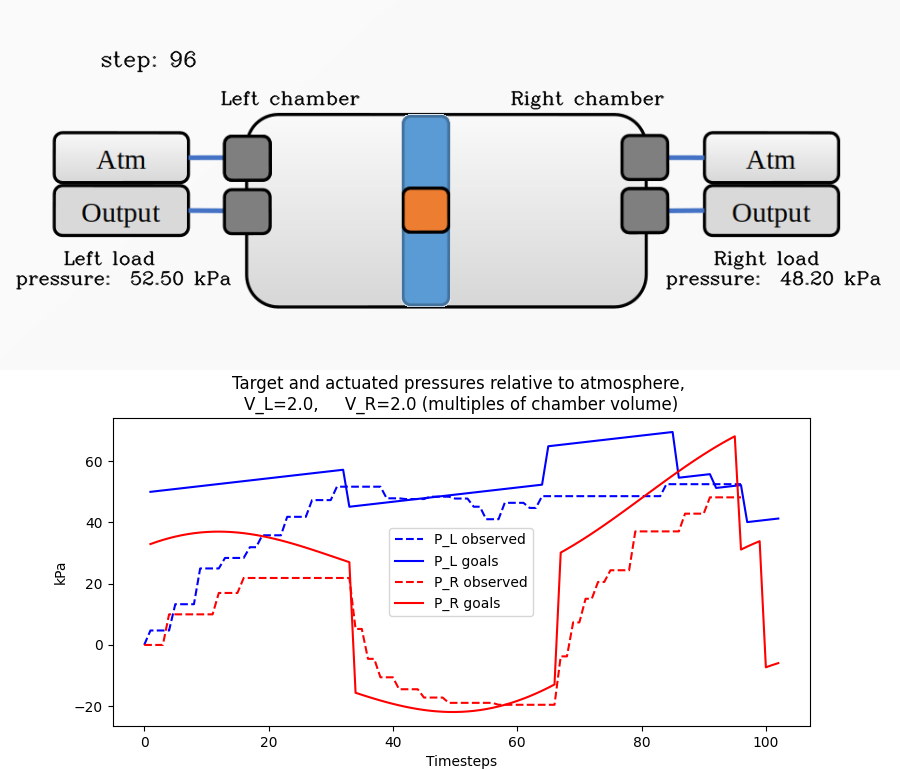 step: 96
Left chamber
Right chamber
Atm
Atm
Output
Output
Left load
pressure: 52.50 kPa
Right load
pressure: 48.20 kPa
Target and actuated pressures relative to atmosphere,
V_L=2.0, V_R=2.0 (multiples of chamber volume)
60
40
20
0
−20
kPa
P_L observed
P_L goals
P_R observed
P_R goals
0 20 40 60 80 100
Timesteps